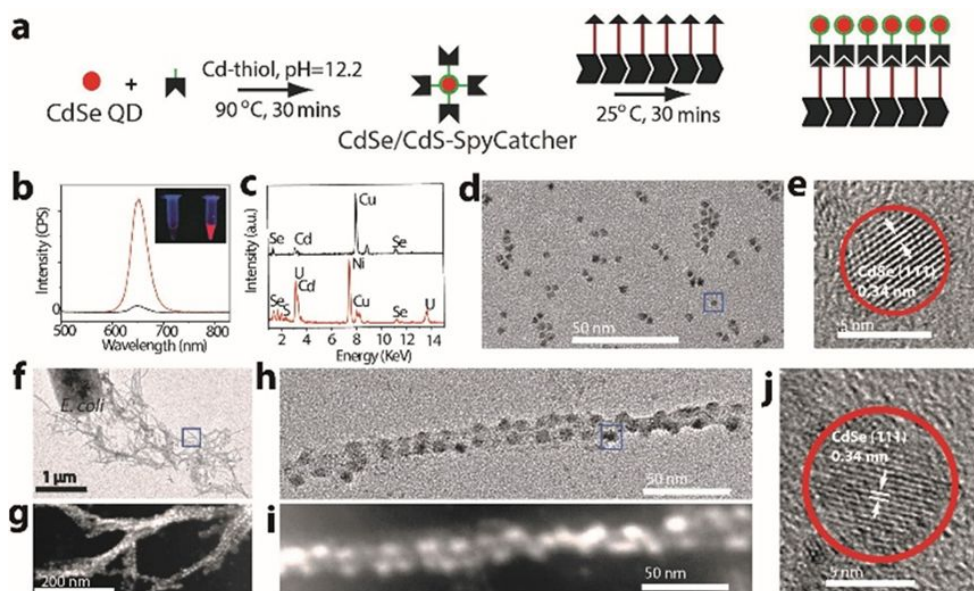 a
CdSe QD
+
Cd-thiol, pH=12.2
90 °C, 30 mins
CdSe/CdS-SpyCatcher
25° C, 30 mins
b
Intensity (CPS)
0
500 600 700 800
Wavelength (nm)
c
Intensity (a.u.)
Cu
Se
Cd
Se
U
Cd
Ni
Se
S
Cu
Se
U
2 4 6 8 10 12 14
Energy (KeV)
d
50 nm
e
CdSe (111)
0.34 nm
5 nm
f
E. coli
1 µm
g
200 nm
h
50 nm
i
50 nm
j
CdSe (111)
0.34 nm
5 nm